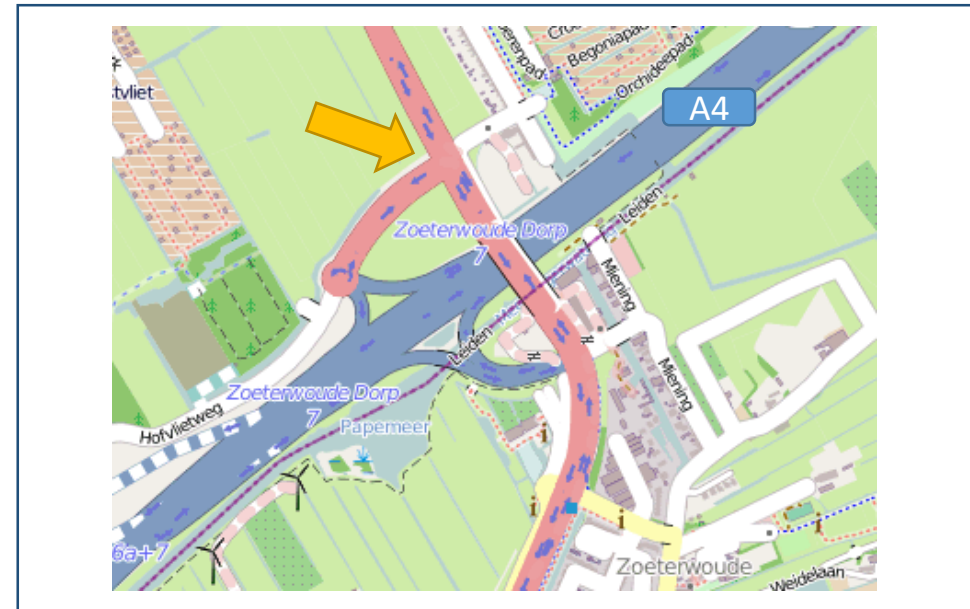 tvliet
erenpad
Begoniapad
Orchideepad
A4
Leiden
Zoeterwoude Dorp
7
Miening
Leiden
Miening
Zoeterwoude Dorp
7
Hofvlietweg
Papemeer
6a+7
Zoeterwoude
Weidelaan